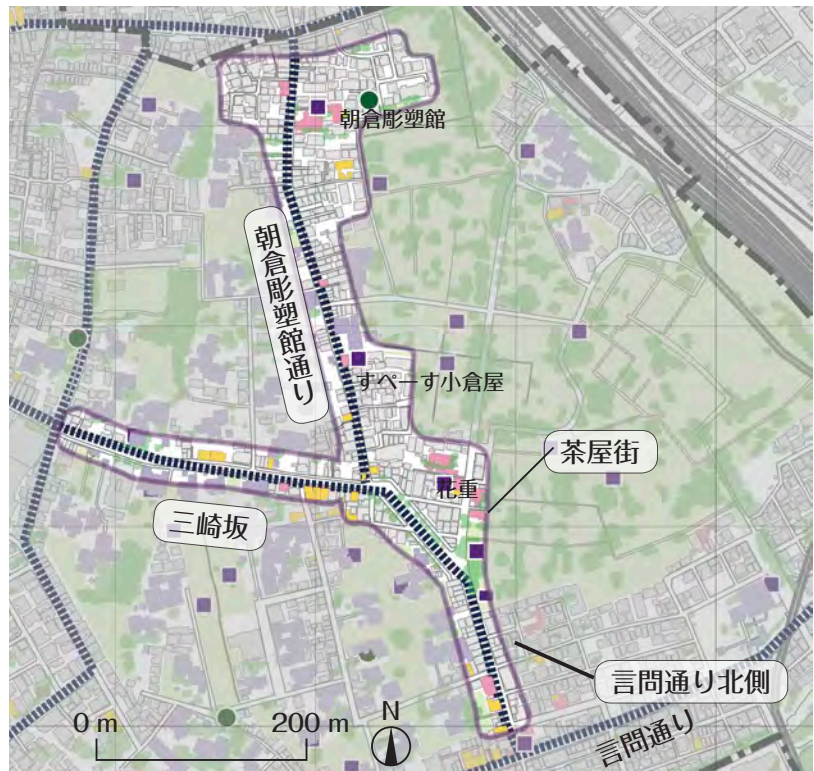 朝倉彫塑館
朝倉彫塑館通り
すぺーす小倉屋
茶屋街
花重
三崎坂
言問通り北側
言問通り
0 m
200 m
N